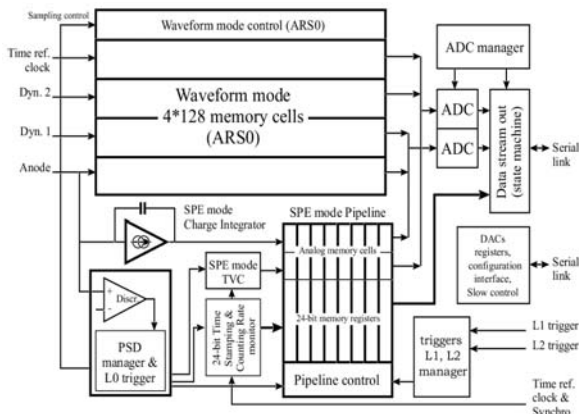 Sampling control
Waveform mode control (ARS0)
Time ref.
clock
Dyn. 2
Dyn. 1
Anode
Waveform mode
4*128 memory cells
(ARS0)
ADC manager
ADC
ADC
Data stream out
(state machine)
Serial
link
SPE mode
Charge Integrator
SPE mode Pipeline
Analog memory cells
24-bit memory registers
Pipeline control
SPE mode
TVC
24-bit Time
Stamping &
Counting Rate
monitor
+
-
Discr.
PSD
manager &
L0 trigger
DACs
registers,
configuration
interface,
Slow control
Serial
link
triggers
L1, L2
manager
L1 trigger
L2 trigger
Time ref.
clock &
Synchro